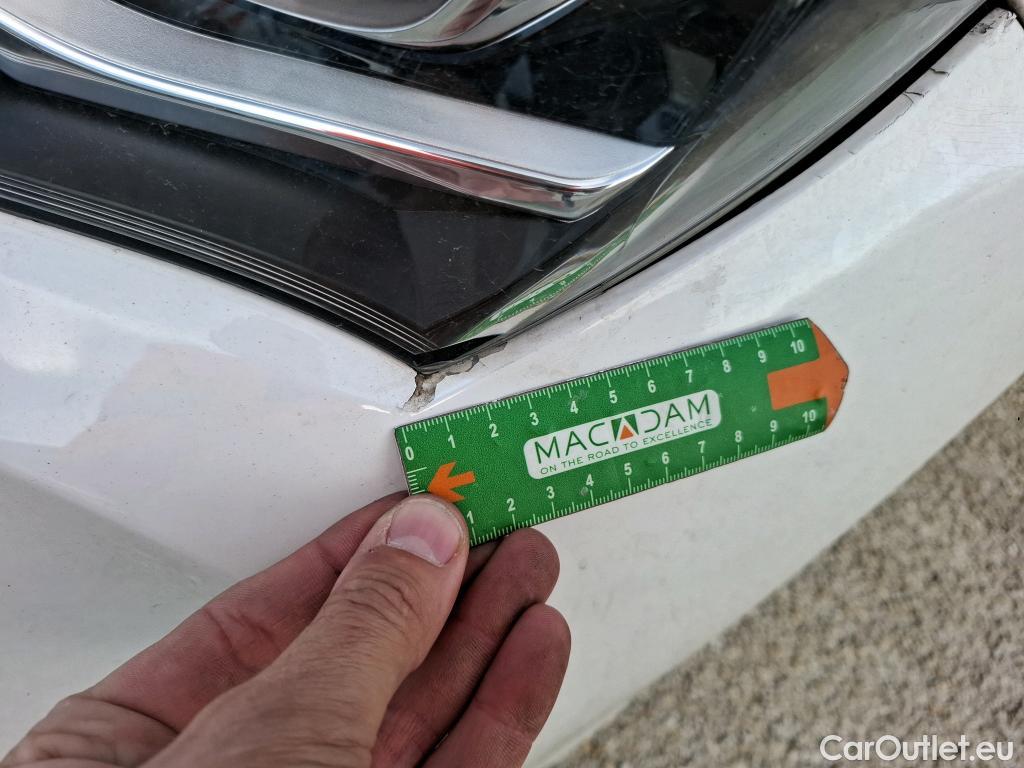 0 1 2 3 4 5 6 7 8 9 10
MACADAM
ON THE ROAD TO EXCELLENCE
1 2 3 4 5 6 7 8 9 10
CarOutlet.eu